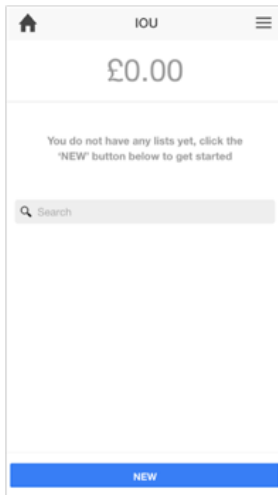 IOU
£0.00
You do not have any lists yet, click the
'NEW' button below to get started
Search
NEW